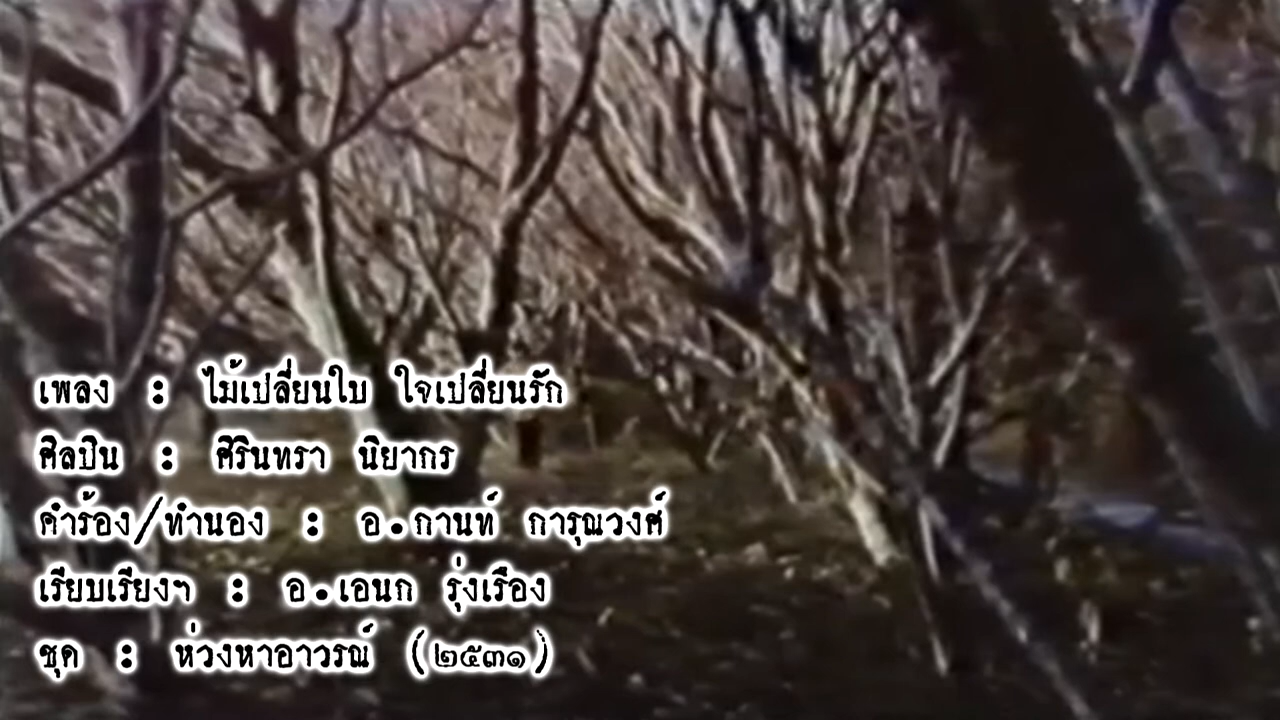 เพลง : ไม้เปลี่ยนใบ ใจเปลี่ยนรัก
ศิลปิน : ศิรินทรา นิยากร
คำร้อง/ทำนอง : อ.กานท์ การุณวงศ์
เรียบเรียงฯ : อ.เอนก รุ่งเรือง
ชุด : ห่วงหาอาวรณ์ (๒๕๓๑)